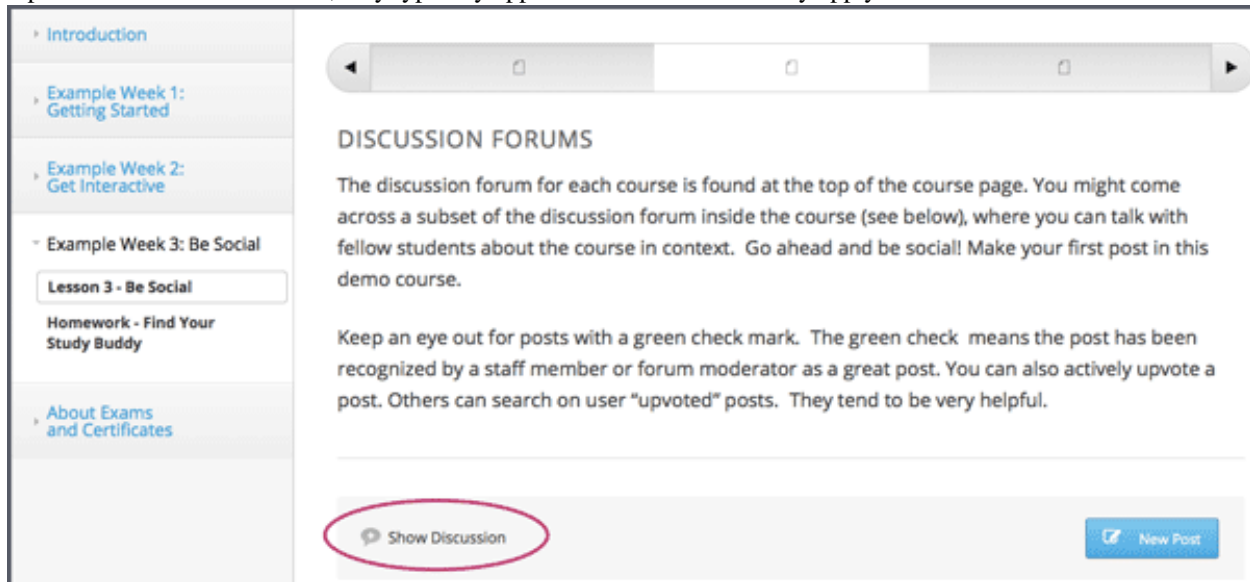 Introduction
Example Week 1:
Getting Started
Example Week 2:
Get Interactive
Example Week 3: Be Social
Lesson 3 - Be Social
Homework - Find Your
Study Buddy
About Exams
and Certificates
DISCUSSION FORUMS
The discussion forum for each course is found at the top of the course page. You might come
across a subset of the discussion forum inside the course (see below), where you can talk with
fellow students about the course in context. Go ahead and be social! Make your first post in this
demo course.
Keep an eye out for posts with a green check mark. The green check means the post has been
recognized by a staff member or forum moderator as a great post. You can also actively upvote a
post. Others can search on user “upvoted” posts. They tend to be very helpful.
Show Discussion
New Post